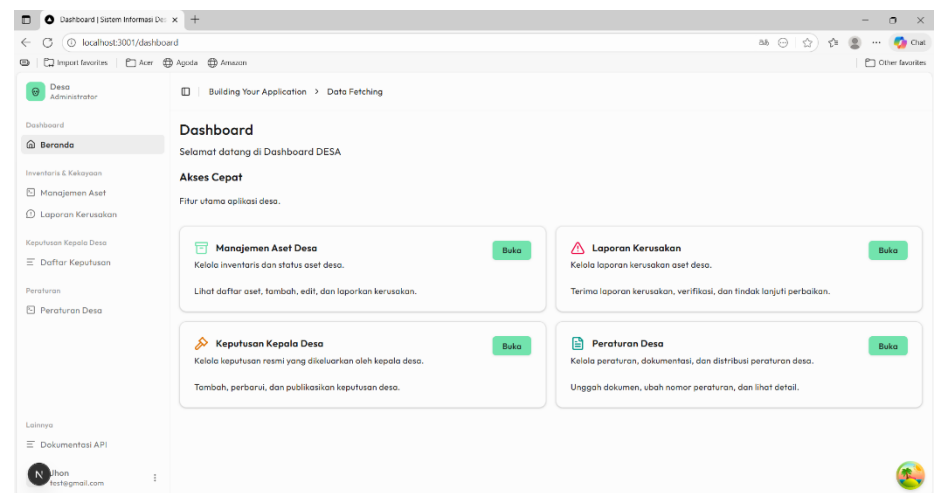 Dashboard | Sistem Informasi De
localhost:3001/dashboard
Chat
Import favorites
Acer
Agoda
Amazon
Other favorites
Desa
Administrator
Building Your Application > Data Fetching
Dashboard
Beranda
Inventaris & Kekayaan
Manajemen Aset
Laporan Kerusakan
Keputusan Kepala Desa
Daftar Keputusan
Peraturan
Peraturan Desa
Lainnya
Dokumentasi API
N
Jhon
test@gmail.com
Dashboard
Selamat datang di Dashboard DESA
Akses Cepat
Fitur utama aplikasi desa.
Manajemen Aset Desa
Buka
Kelola inventaris dan status aset desa.
Lihat daftar aset, tambah, edit, dan laporkan kerusakan.
Laporan Kerusakan
Buka
Kelola laporan kerusakan aset desa.
Terima laporan kerusakan, verifikasi, dan tindak lanjuti perbaikan.
Keputusan Kepala Desa
Buka
Kelola keputusan resmi yang dikeluarkan oleh kepala desa.
Tambah, perbarui, dan publikasikan keputusan desa.
Peraturan Desa
Buka
Kelola peraturan, dokumentasi, dan distribusi peraturan desa.
Unggah dokumen, ubah nomor peraturan, dan lihat detail.